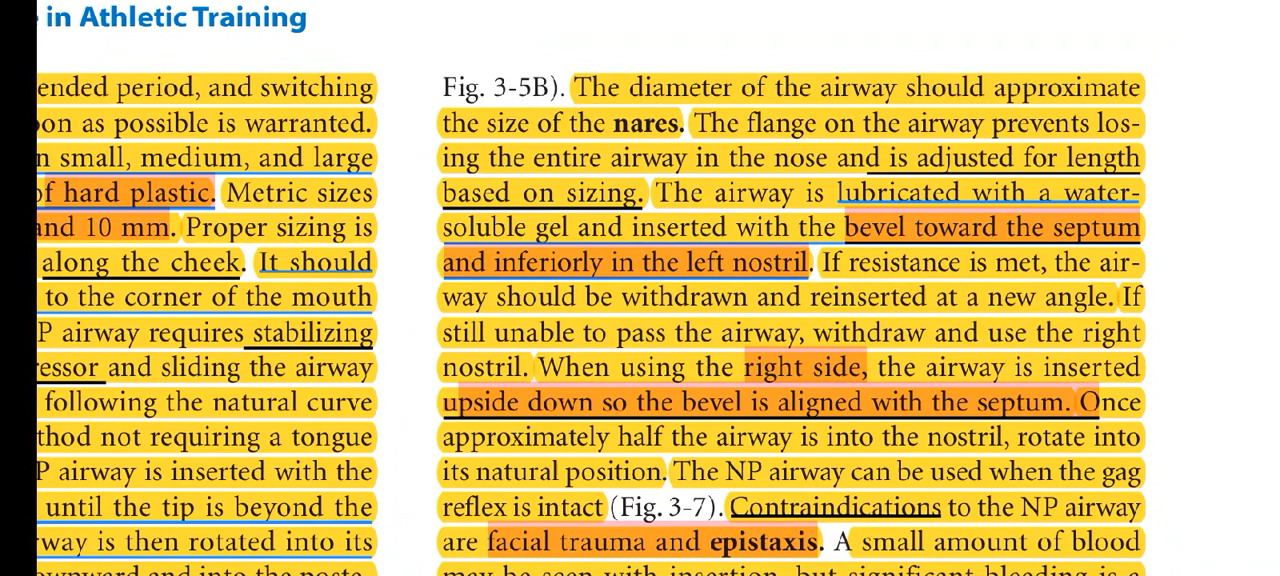 in Athletic Training
ended period, and switching
on as possible is warranted.
small, medium, and large
of hard plastic. Metric sizes
and 10 mm. Proper sizing is
along the cheek. It should
to the corner of the mouth
P airway requires stabilizing
essor and sliding the airway
following the natural curve
thod not requiring a tongue
P airway is inserted with the
until the tip is beyond the
way is then rotated into its
Fig. 3-5B). The diameter of the airway should approximate
the size of the nares. The flange on the airway prevents los-
ing the entire airway in the nose and is adjusted for length
based on sizing. The airway is lubricated with a water-
soluble gel and inserted with the bevel toward the septum
and inferiorly in the left nostril. If resistance is met, the air-
way should be withdrawn and reinserted at a new angle. If
still unable to pass the airway, withdraw and use the right
nostril. When using the right side, the airway is inserted
upside down so the bevel is aligned with the septum. Once
approximately half the airway is into the nostril, rotate into
its natural position. The NP airway can be used when the gag
reflex is intact (Fig. 3-7). Contraindications to the NP airway
are facial trauma and epistaxis. A small amount of blood
may be seen with insertion, but significant bleeding is a